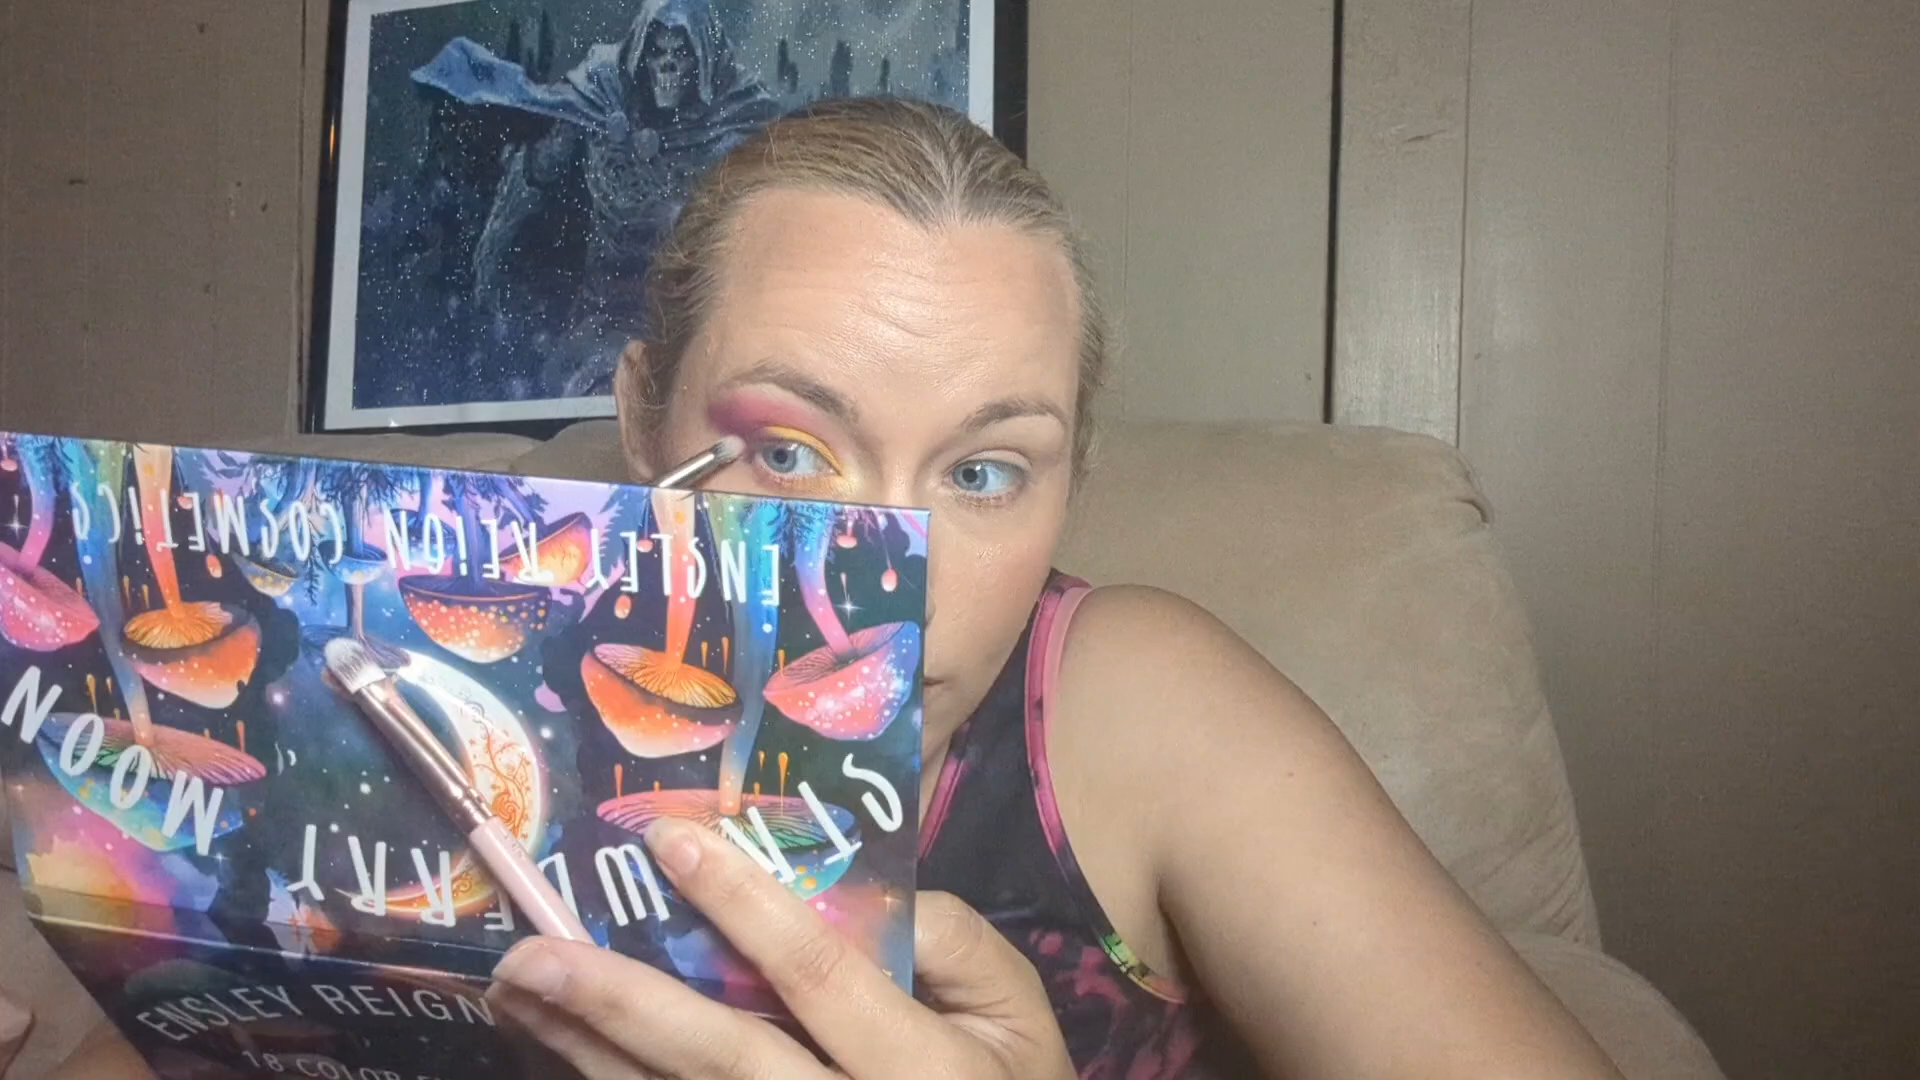 ENSLEY REIGN COSMETICS
STRAWBERRY MOON
ENSLEY REIGN
18 COLOR